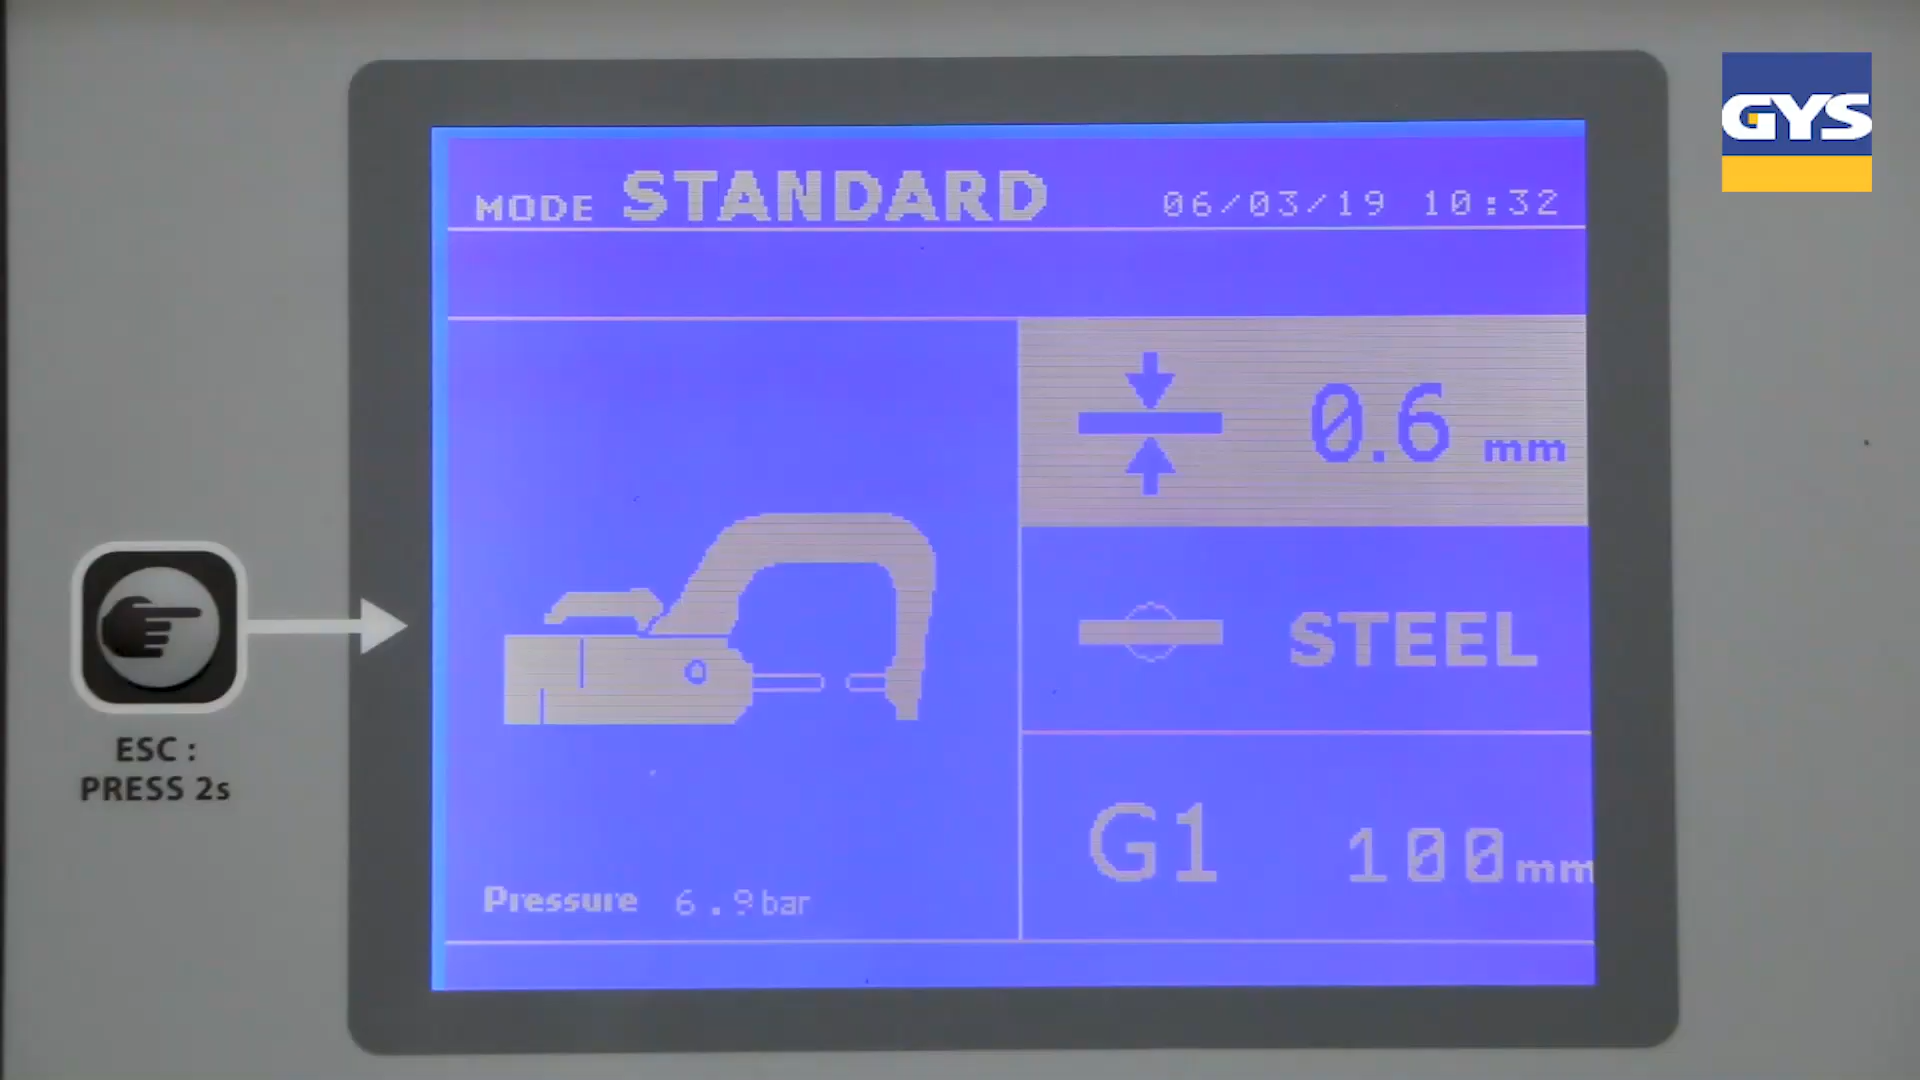 GYS
MODE STANDARD 06/03/19 10:32
0.6 mm
STEEL
G1 100mm
Pressure 6.9bar
ESC :
PRESS 2s